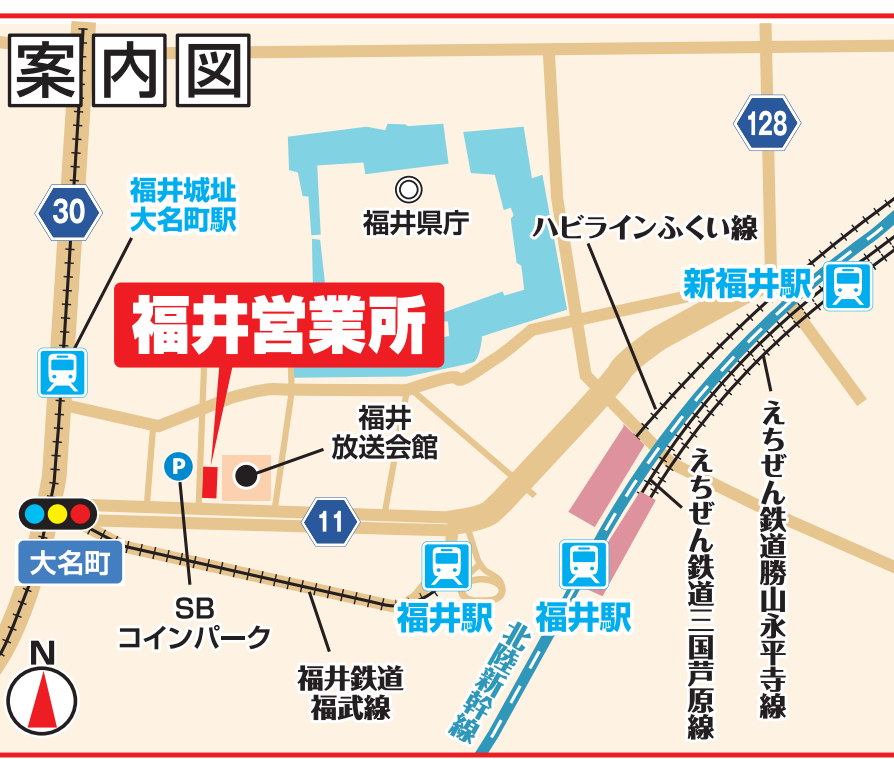 案内図
128
30
福井城址
大名町駅
福井県庁
ハピラインふくい線
新福井駅
福井営業所
福井
放送会館
えちぜん鉄道勝山永平寺線
えちぜん鉄道三国芦原線
P
11
大名町
福井駅
福井駅
SB
コインパーク
北陸新幹線
福井鉄道
福武線
N